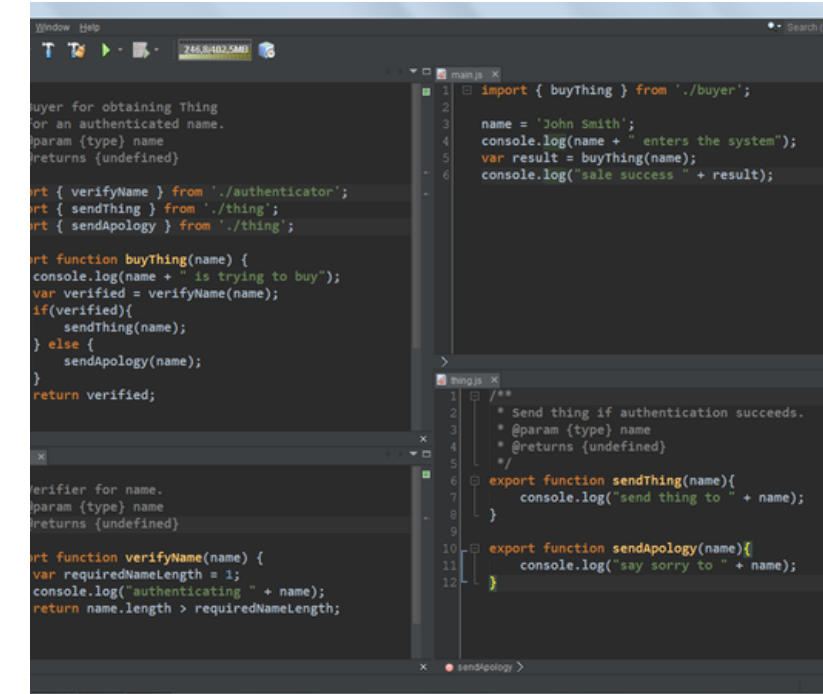 Window Help
Search (
246,8/402,5MB
uyer for obtaining Thing
or an authenticated name.
param {type} name
returns {undefined}
rt { verifyName } from './authenticator';
rt { sendThing } from './thing';
rt { sendApology } from './thing';
rt function buyThing(name) {
console.log(name + " is trying to buy");
var verified = verifyName(name);
if(verified){
sendThing(name);
} else {
sendApology(name);
}
return verified;
erifier for name.
param {type} name
returns {undefined}
rt function verifyName(name) {
var requiredNameLength = 1;
console.log("authenticating " + name);
return name.length > requiredNameLength;
main.js
1 import { buyThing } from './buyer';
2
3 name = 'John Smith';
4 console.log(name + " enters the system");
5 var result = buyThing(name);
6 console.log("sale success " + result);
thing.js
1 /**
2 * Send thing if authentication succeeds.
3 * @param {type} name
4 * @returns {undefined}
5 */
6 export function sendThing(name){
7 console.log("send thing to " + name);
8 }
9
10 export function sendApology(name){
11 console.log("say sorry to " + name);
12 }
sendApology